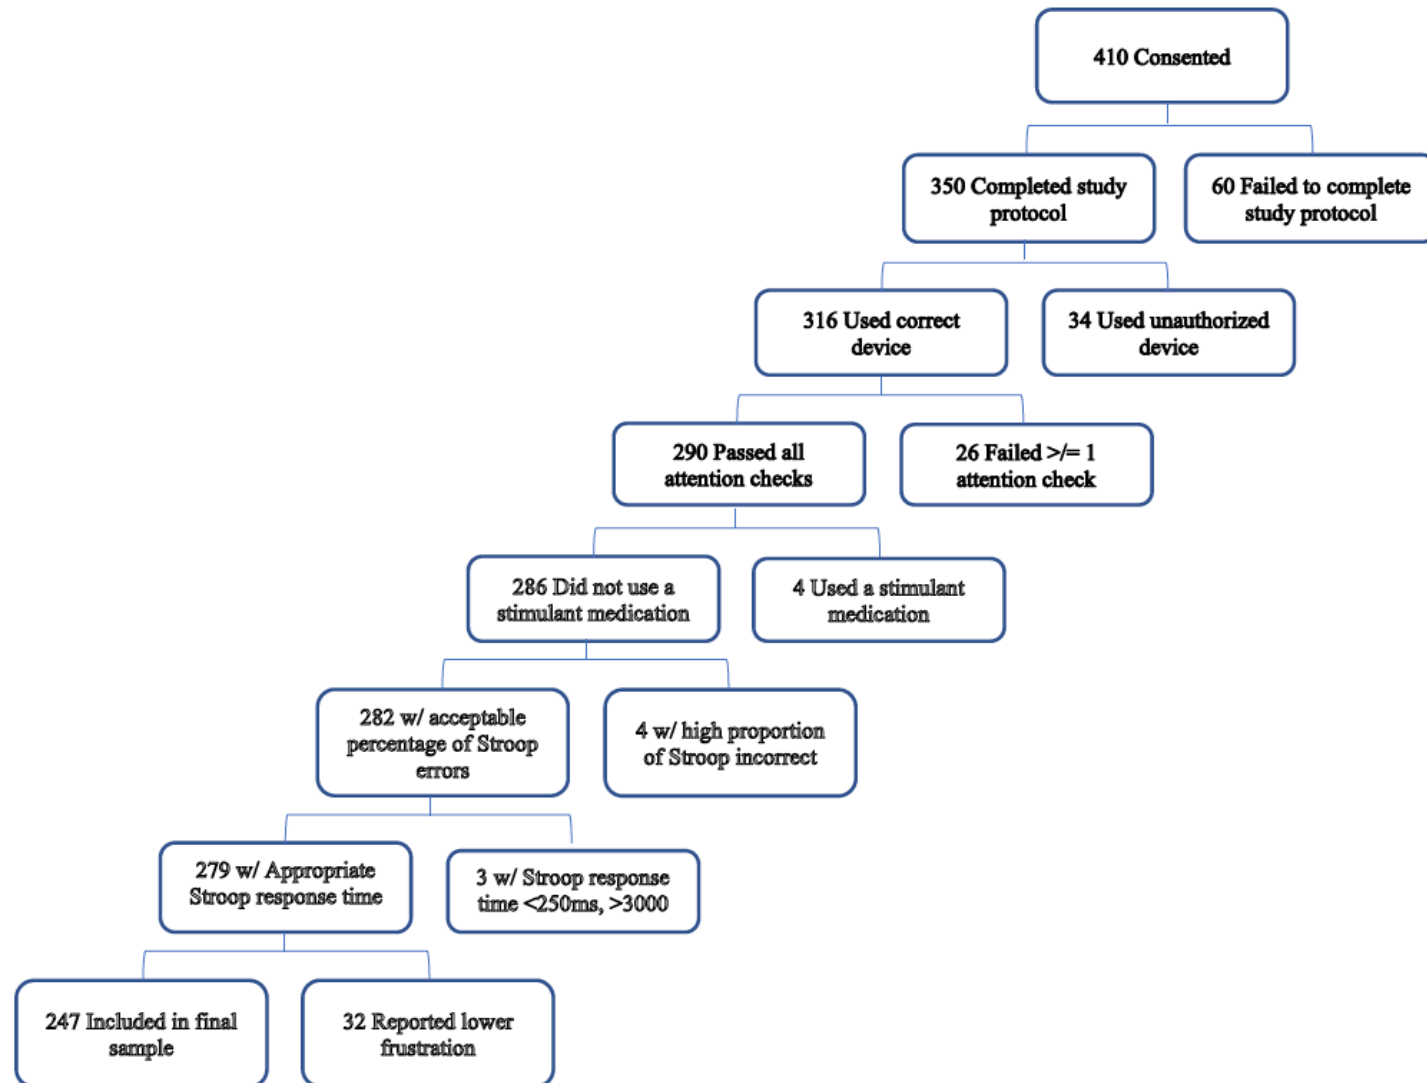 410 Consented
350 Completed study
protocol
60 Failed to complete
study protocol
316 Used correct
device
34 Used unauthorized
device
290 Passed all
attention checks
26 Failed >/= 1
attention check
286 Did not use a
stimulant medication
4 Used a stimulant
medication
282 w/ acceptable
percentage of Stroop
errors
4 w/ high proportion
of Stroop incorrect
279 w/ Appropriate
Stroop response time
3 w/ Stroop response
time <250ms, >3000
247 Included in final
sample
32 Reported lower
frustration